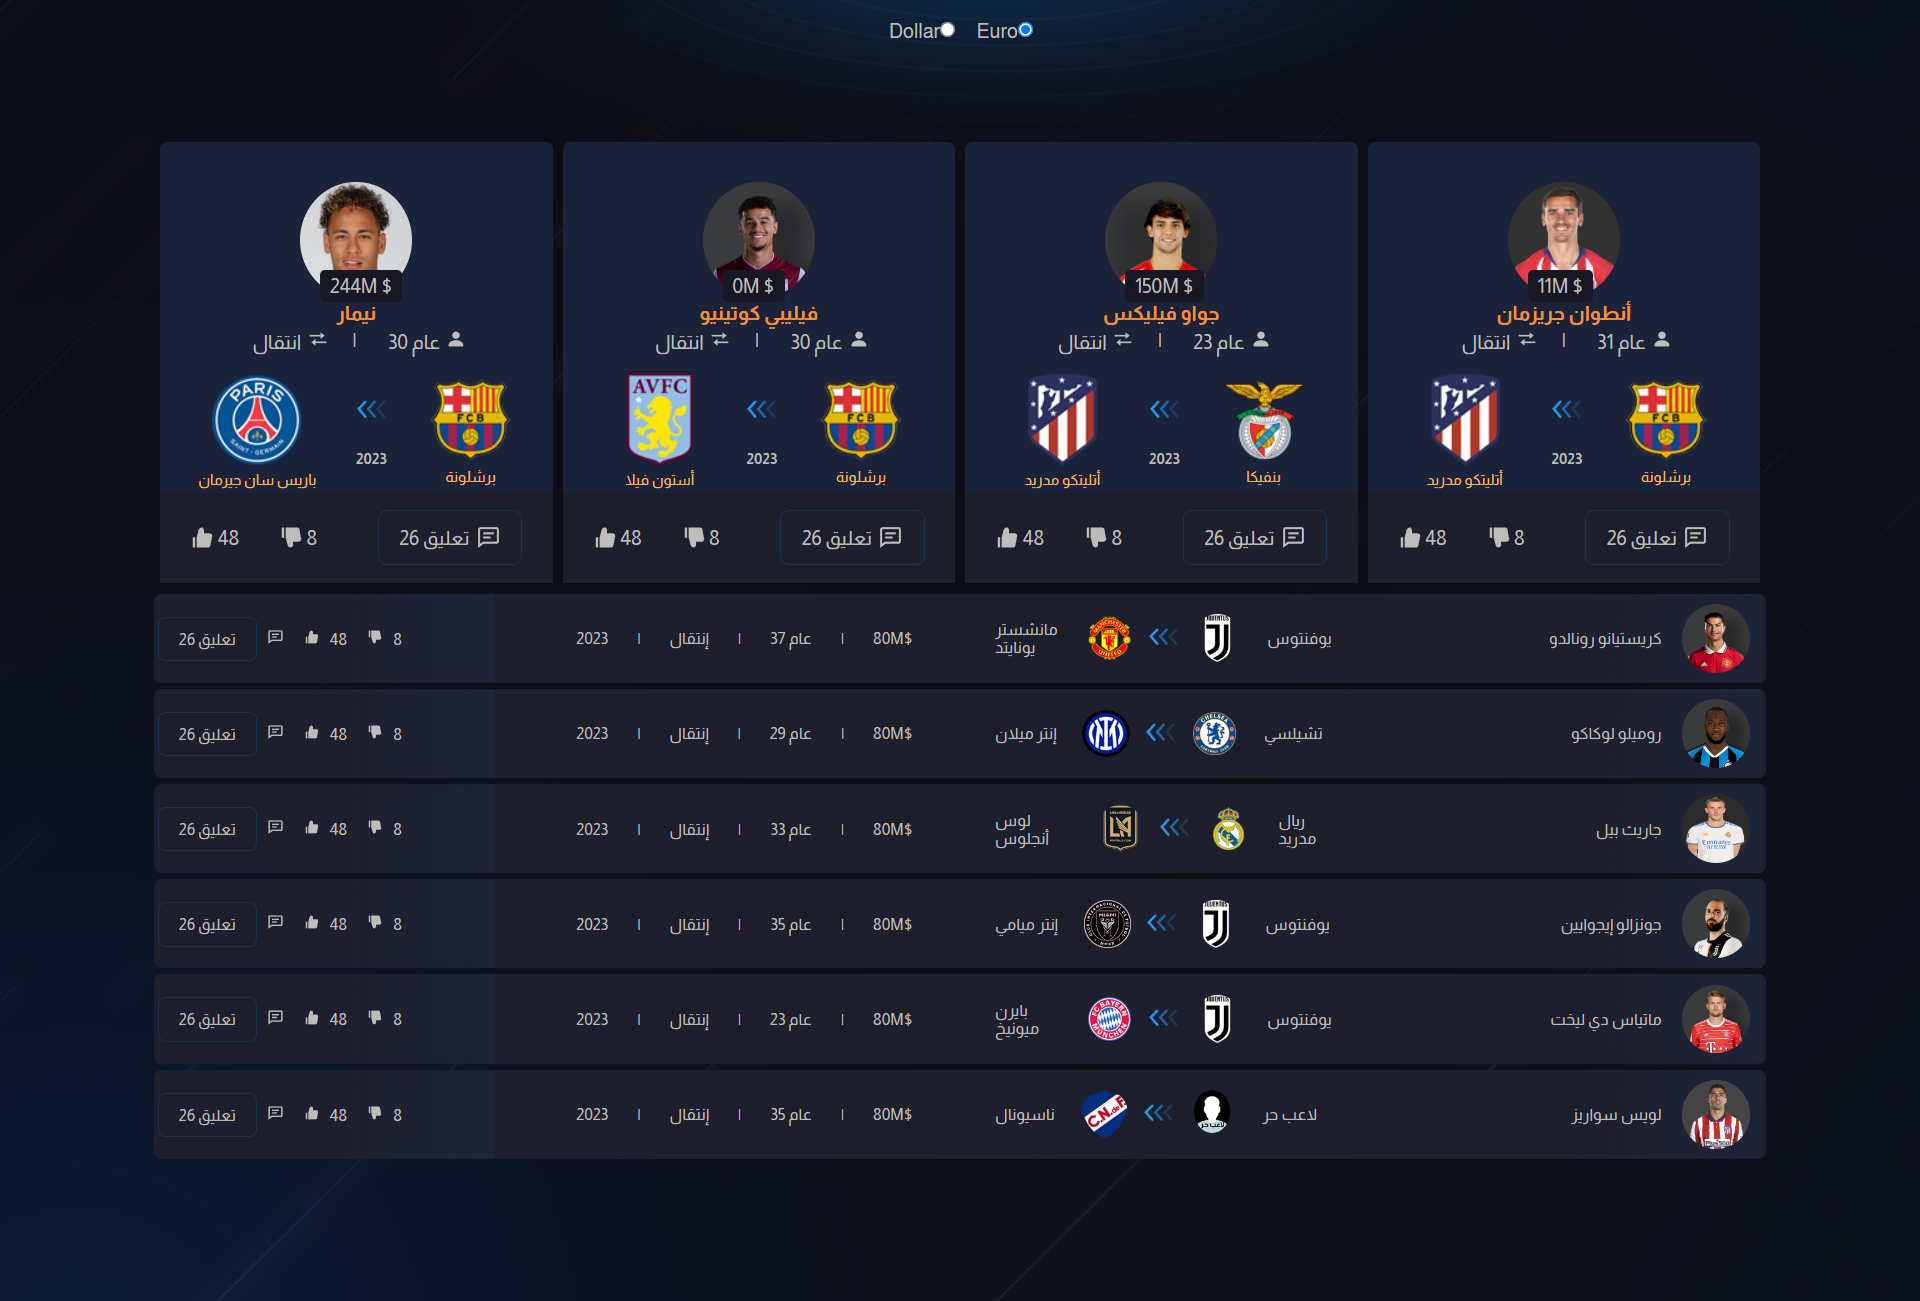 Dollar Euro
11M $
أنطوان جريزمان
31 عام | انتقال
2023
برشلونة
أتليتكو مدريد
26 تعليق
8
48
150M $
جواو فيليكس
23 عام | انتقال
2023
بنفيكا
أتليتكو مدريد
26 تعليق
8
48
0M $
فيليبي كوتينيو
30 عام | انتقال
AVFC
2023
برشلونة
أستون فيلا
26 تعليق
8
48
244M $
نيمار
30 عام | انتقال
FCB
PARIS
SAINT-GERMAIN
2023
برشلونة
باريس سان جيرمان
26 تعليق
8
48
كريستيانو رونالدو
يوفنتوس
مانشستر
يونايتد
80M$ | 37 عام | إنتقال | 2023
8 48 26 تعليق
روميلو لوكاكو
تشيلسي
إنتر ميلان
80M$ | 29 عام | إنتقال | 2023
8 48 26 تعليق
جاريث بيل
ريال
مدريد
لوس
أنجلوس
80M$ | 33 عام | إنتقال | 2023
8 48 26 تعليق
جونزالو إيجوايين
يوفنتوس
إنتر ميامي
80M$ | 35 عام | إنتقال | 2023
8 48 26 تعليق
ماتياس دي ليخت
يوفنتوس
بايرن
ميونيخ
80M$ | 23 عام | إنتقال | 2023
8 48 26 تعليق
لويس سواريز
لاعب حر
ناسيونال
80M$ | 35 عام | إنتقال | 2023
8 48 26 تعليق